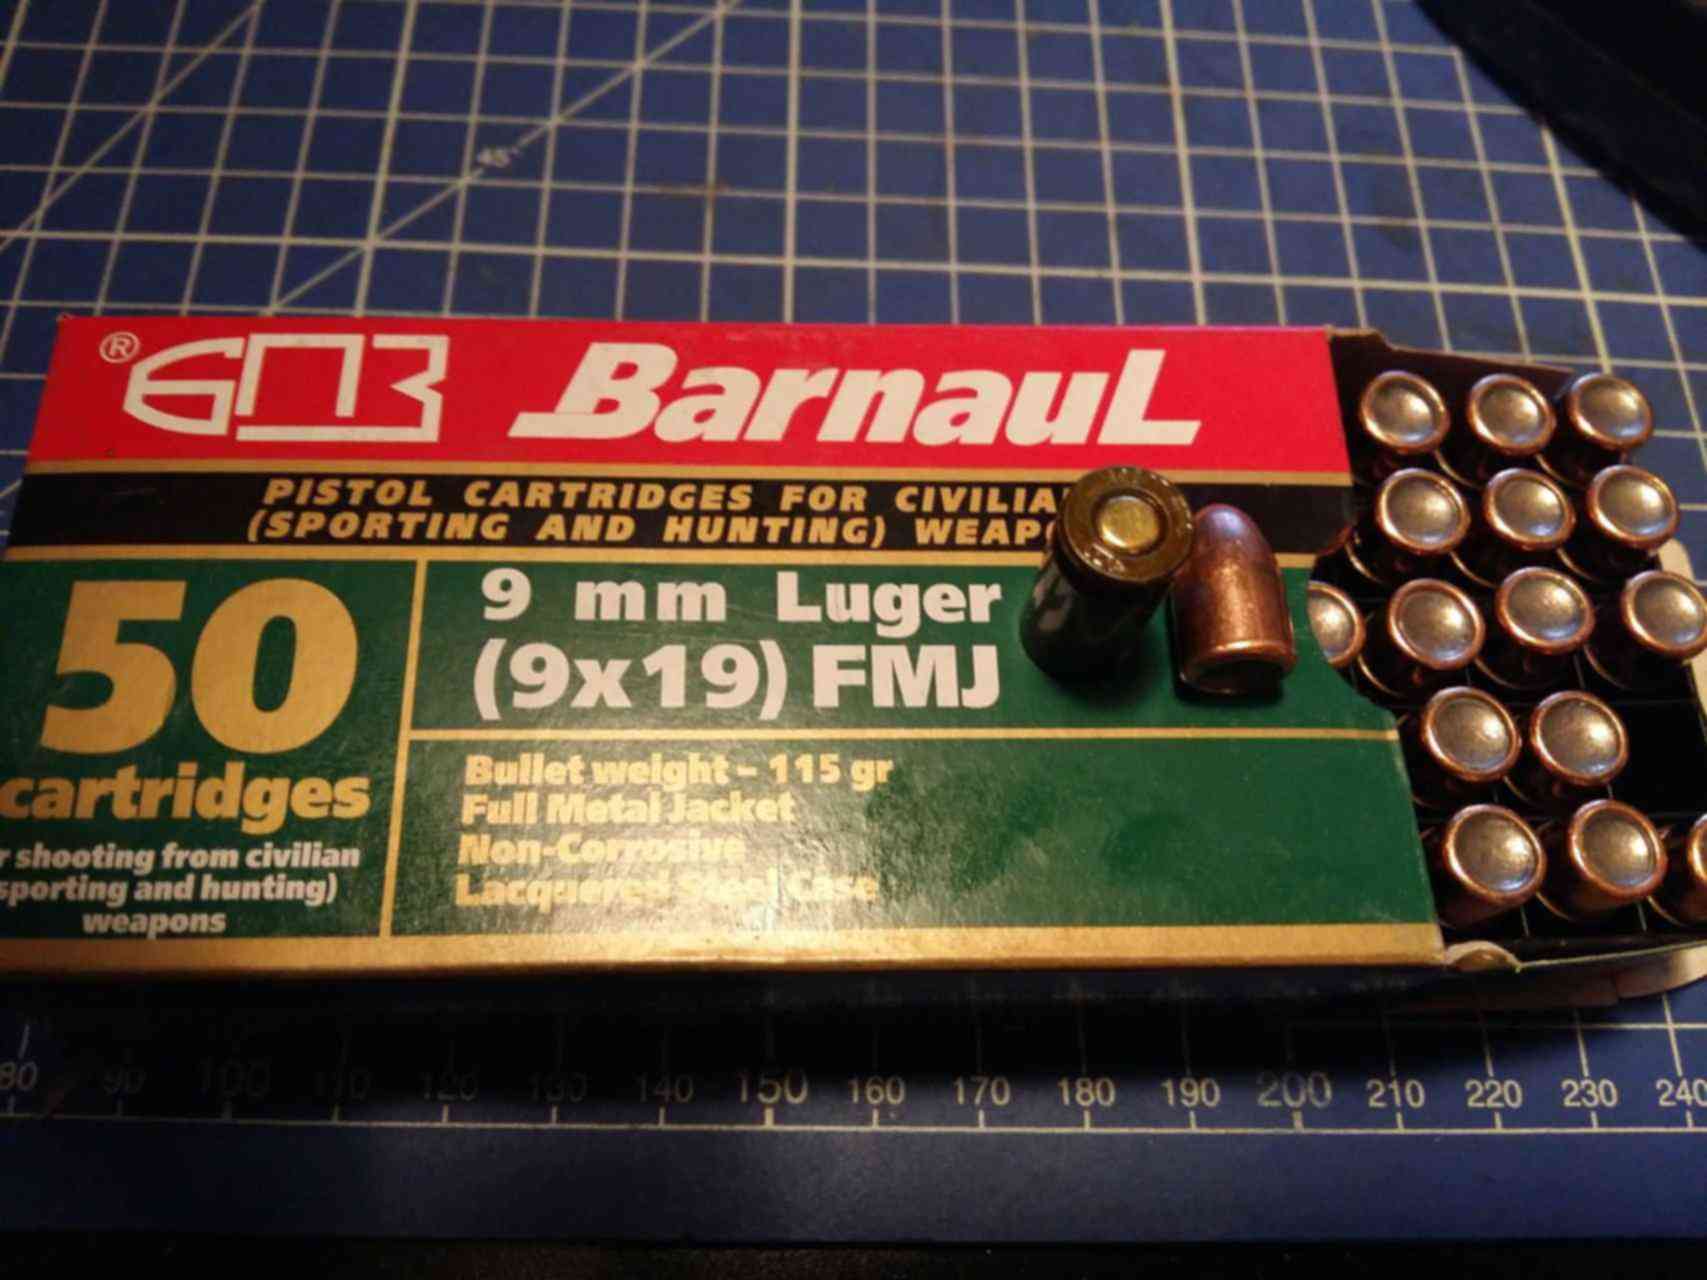 ® БПЗ BarnauL
PISTOL CARTRIDGES FOR CIVILIA
(SPORTING AND HUNTING) WEAP
50
cartridges
r shooting from civilian
sporting and hunting)
weapons
9 mm Luger
(9x19) FMJ
Bullet weight – 115 gr
Full Metal Jacket
Non-Corrosive
Lacquered Steel Case
45°
80 90 100 110 120 130 140 150 160 170 180 190 200 210 220 230 240